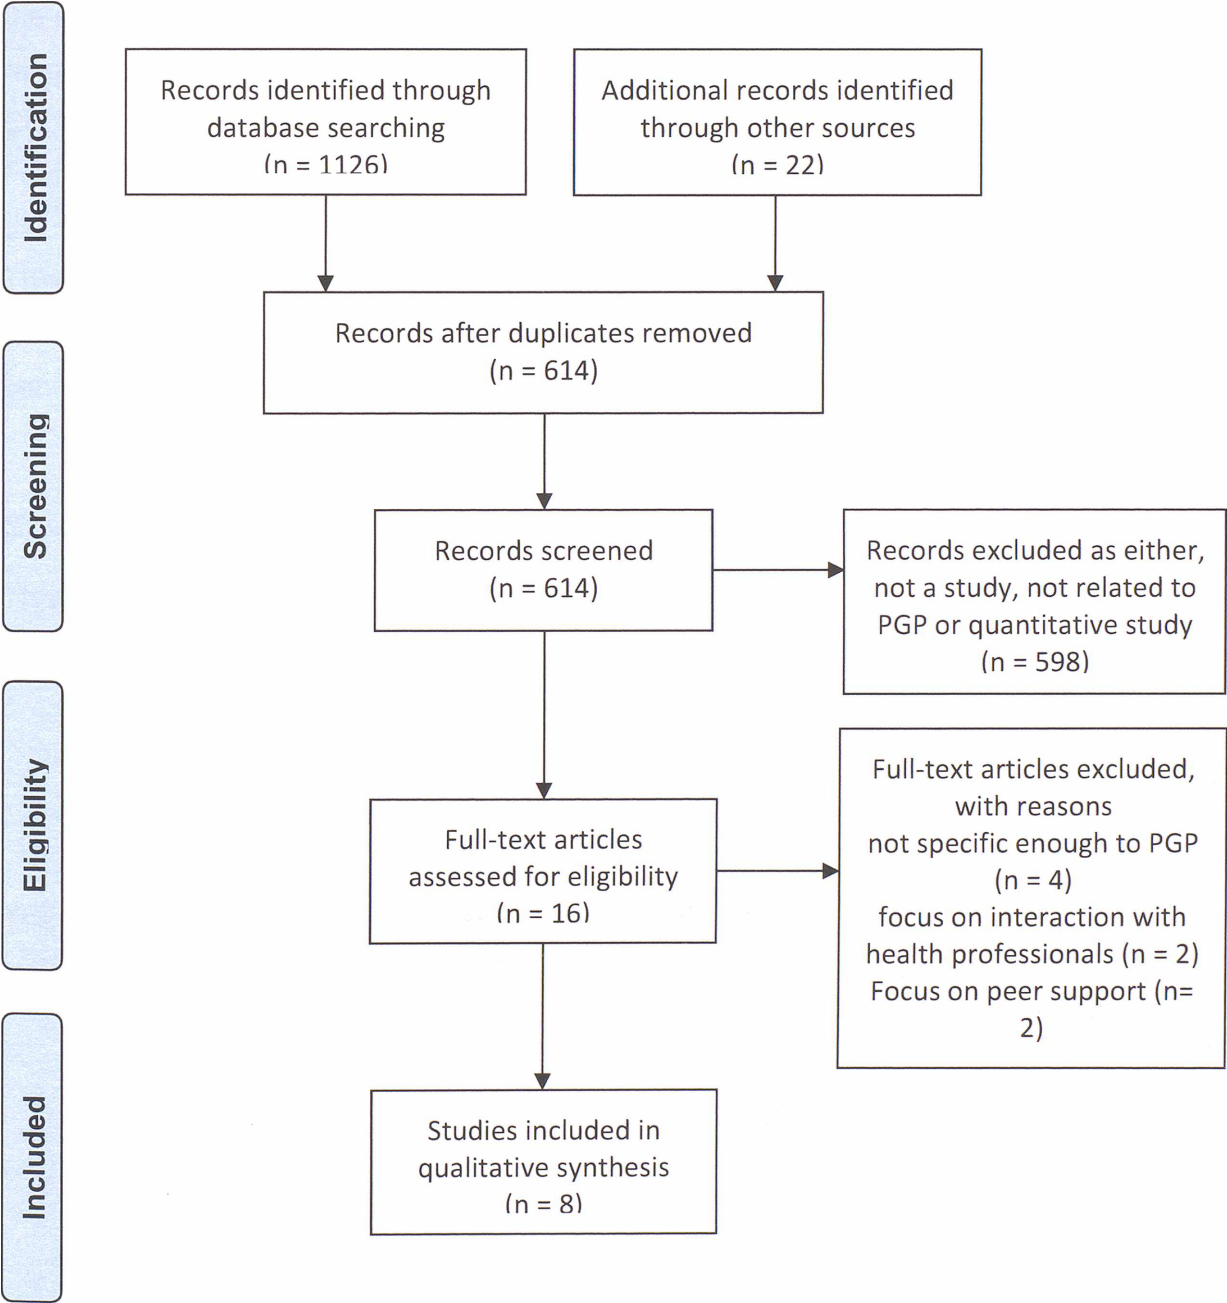 Identification
Records identified through
database searching
(n = 1126)
Additional records identified
through other sources
(n = 22)
Records after duplicates removed
(n = 614)
Screening
Records screened
(n = 614)
Records excluded as either,
not a study, not related to
PGP or quantitative study
(n = 598)
Eligibility
Full-text articles
assessed for eligibility
(n = 16)
Full-text articles excluded,
with reasons
not specific enough to PGP
(n = 4)
focus on interaction with
health professionals (n = 2)
Focus on peer support (n=
2)
Included
Studies included in
qualitative synthesis
(n = 8)